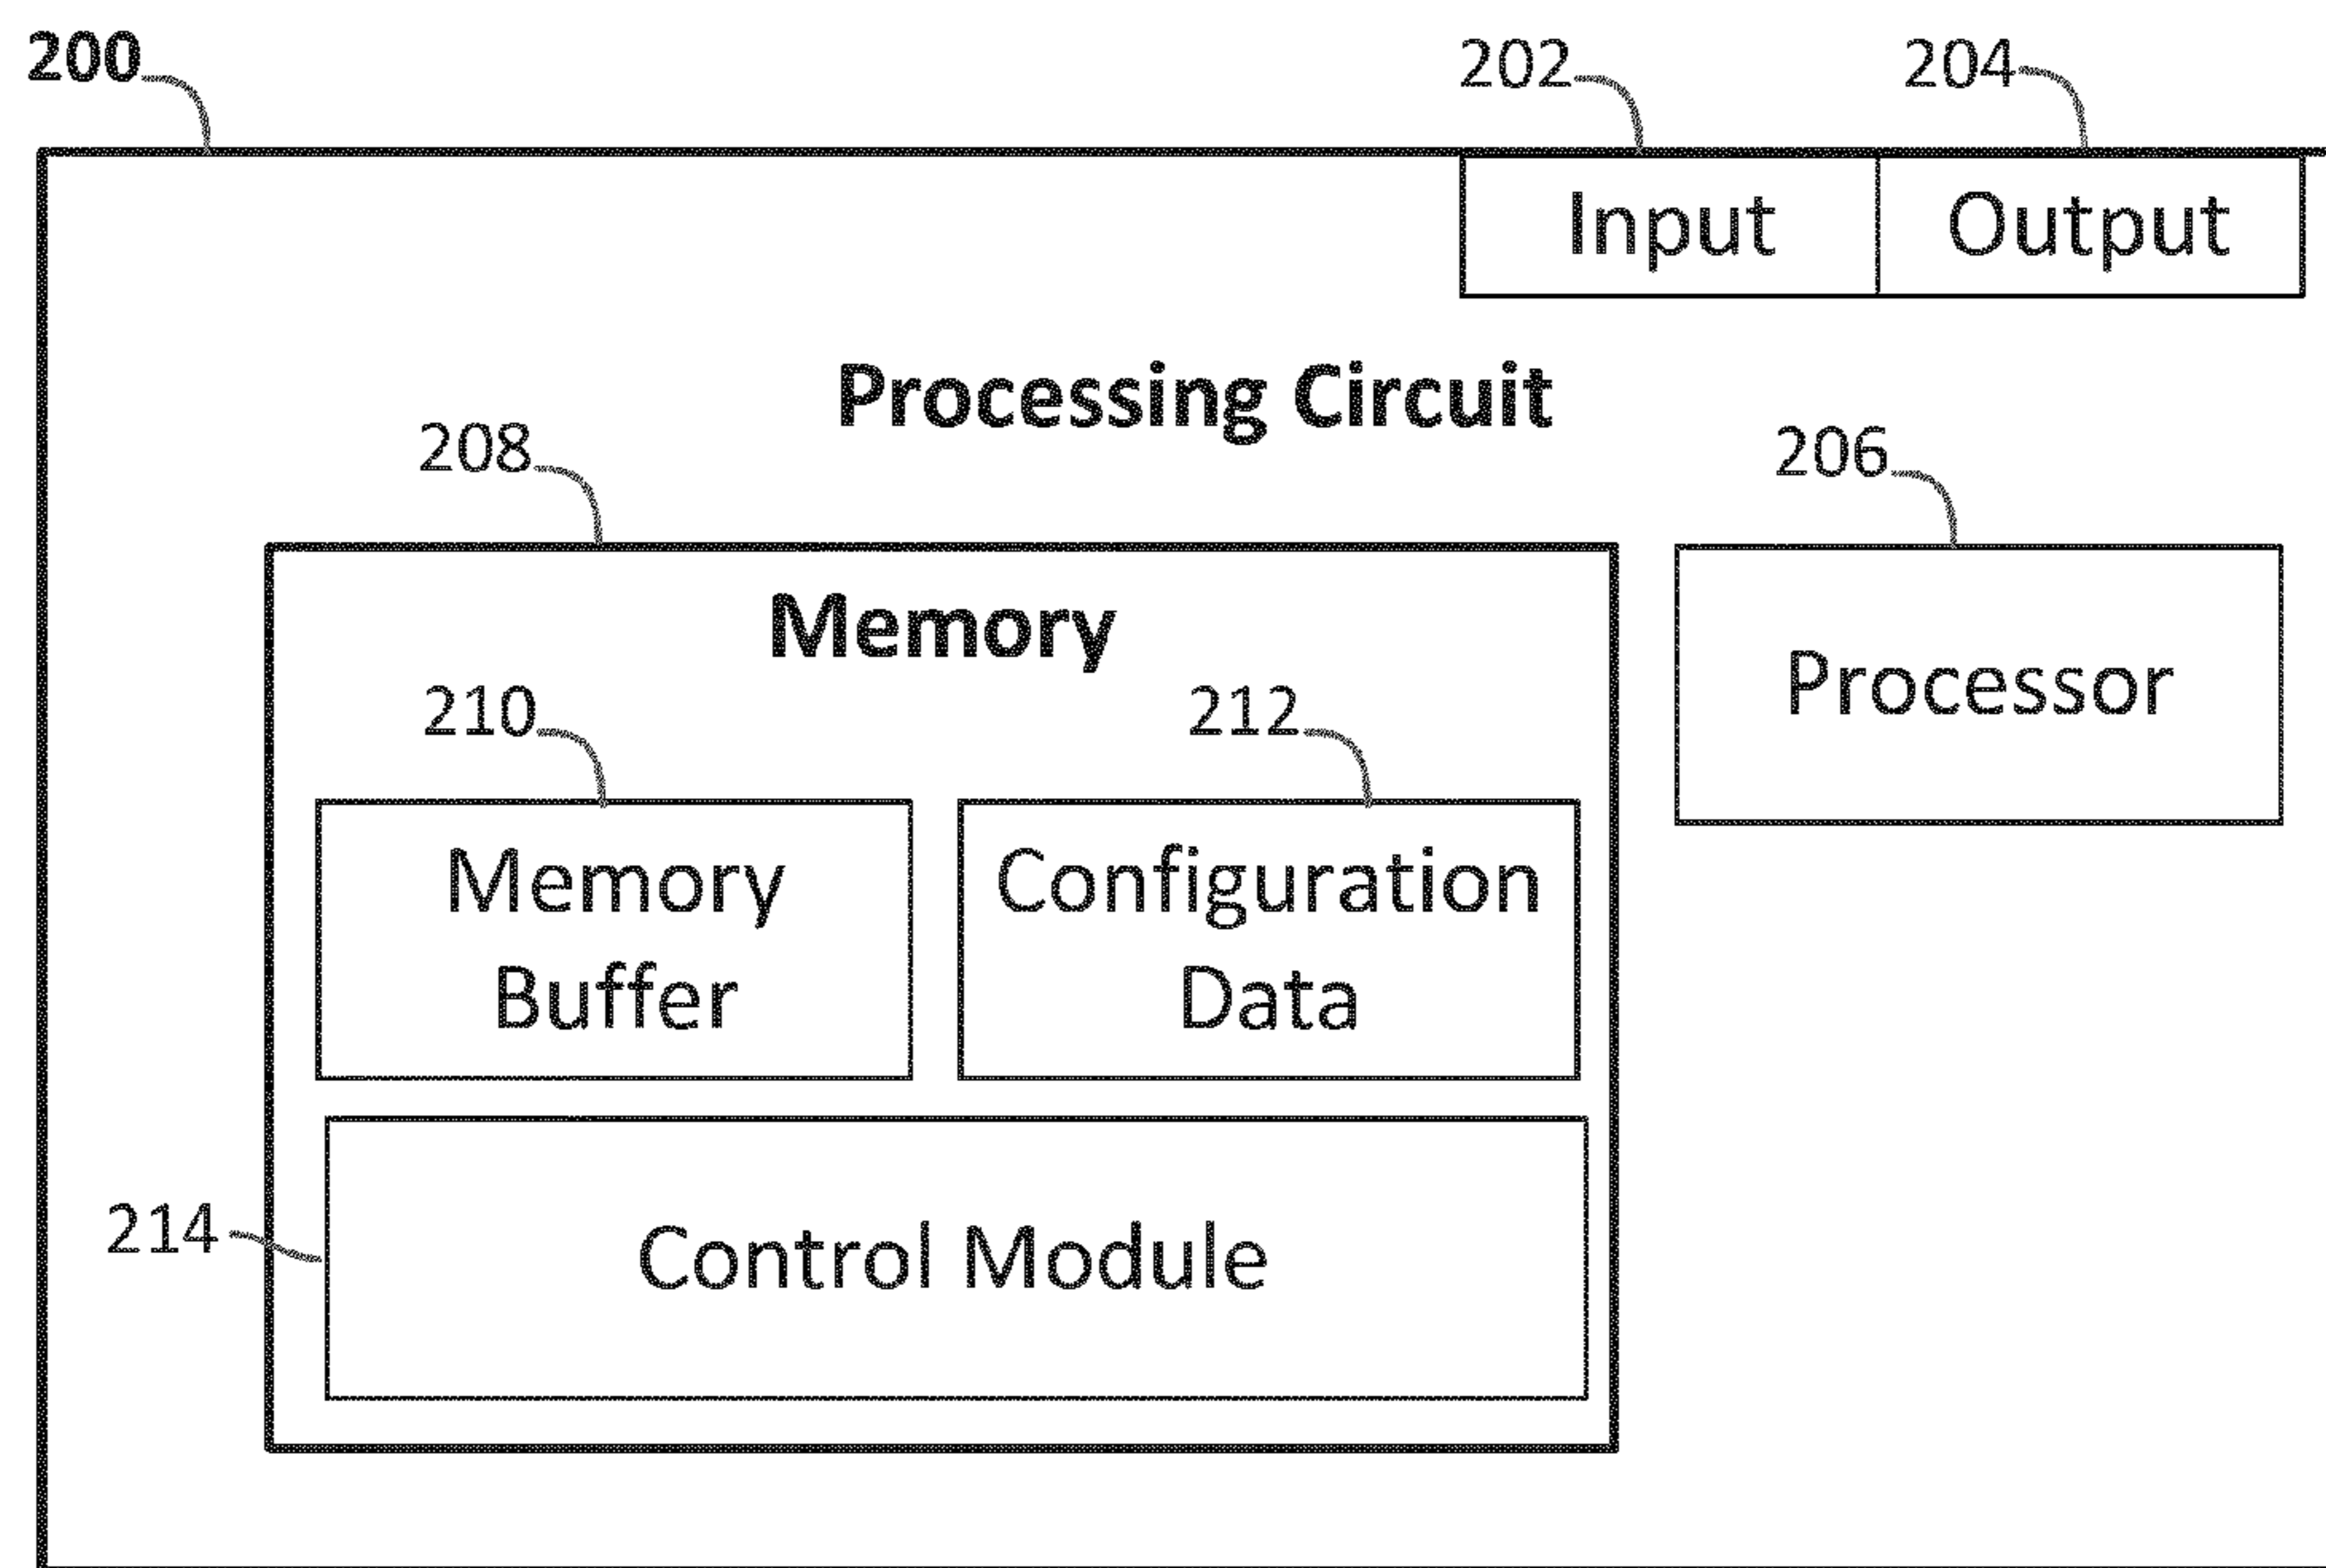 200
202
204
Input
Output
Processing Circuit
208
206
Memory
Processor
210
212
Memory
Buffer
Configuration
Data
214
Control Module